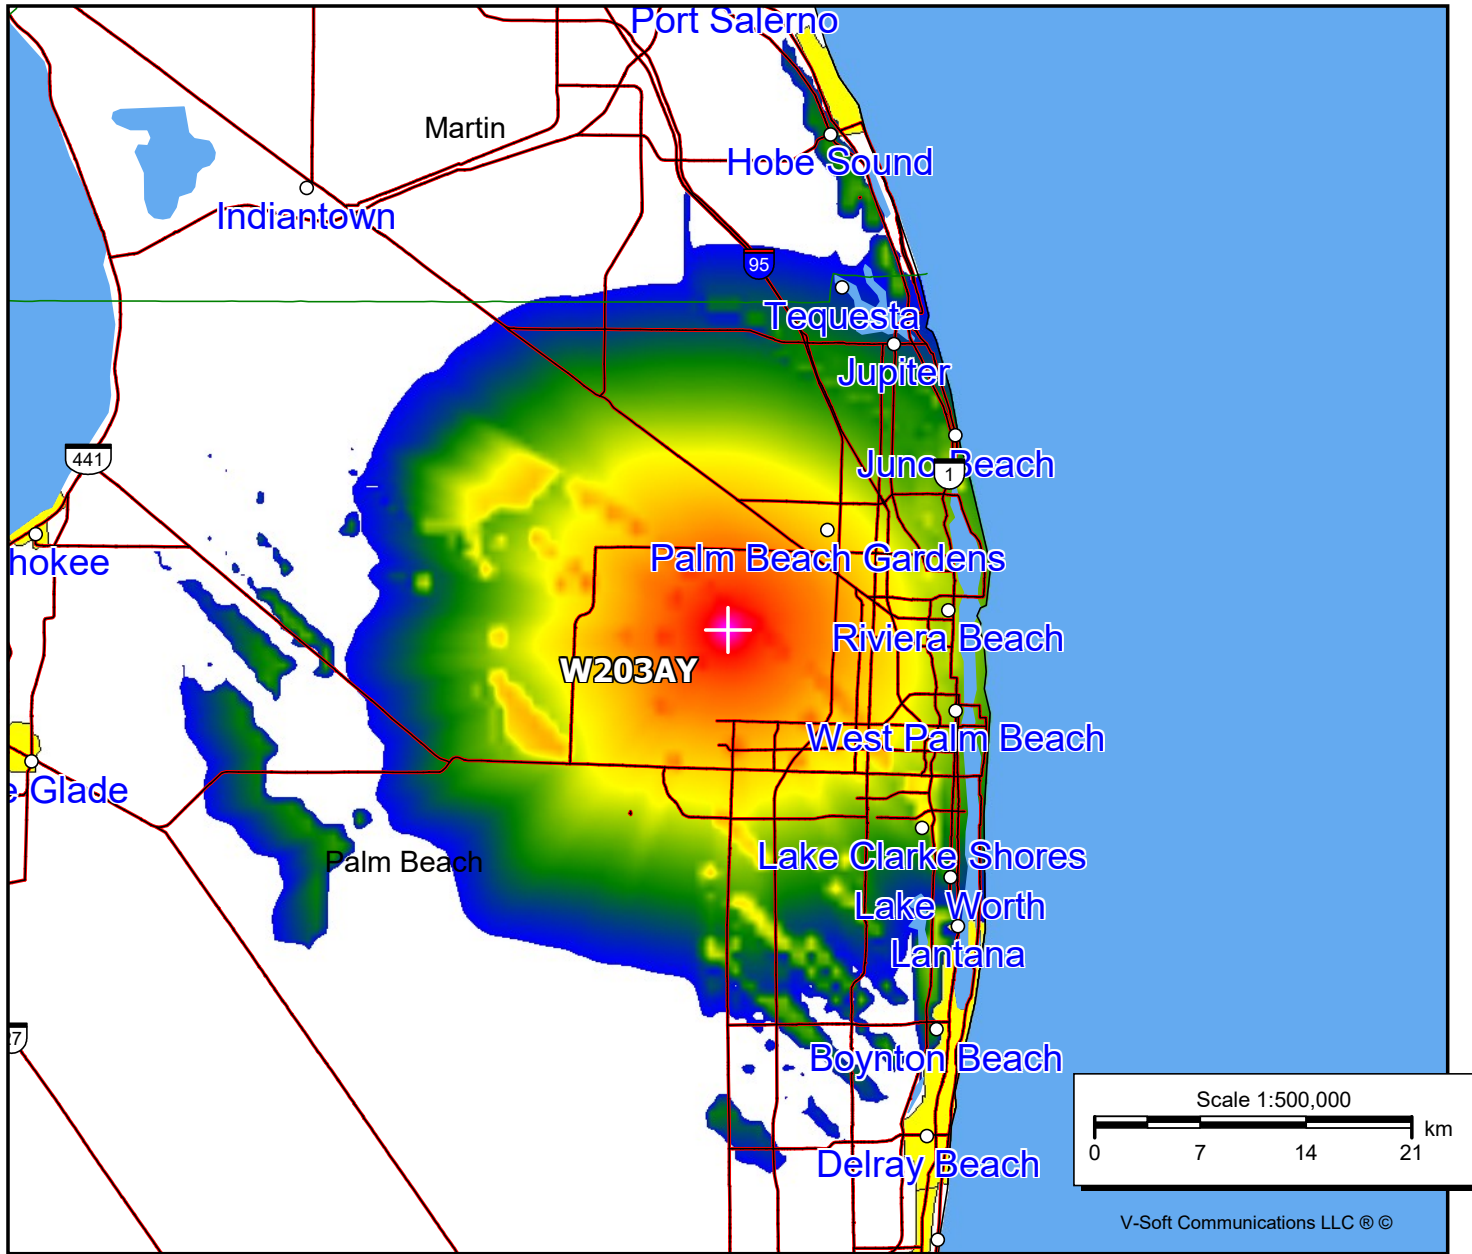 Port Salerno
Martin
Hobe Sound
Indiantown
95
Tequesta
Jupiter
441
Juno Beach
1
hokee
Palm Beach Gardens
Riviera Beach
W203AY
West Palm Beach
e Glade
Lake Clarke Shores
Palm Beach
Lake Worth
Lantana
27
Boynton Beach
Scale 1:500,000
km
0 7 14 21
Delray Beach
V-Soft Communications LLC ® ©